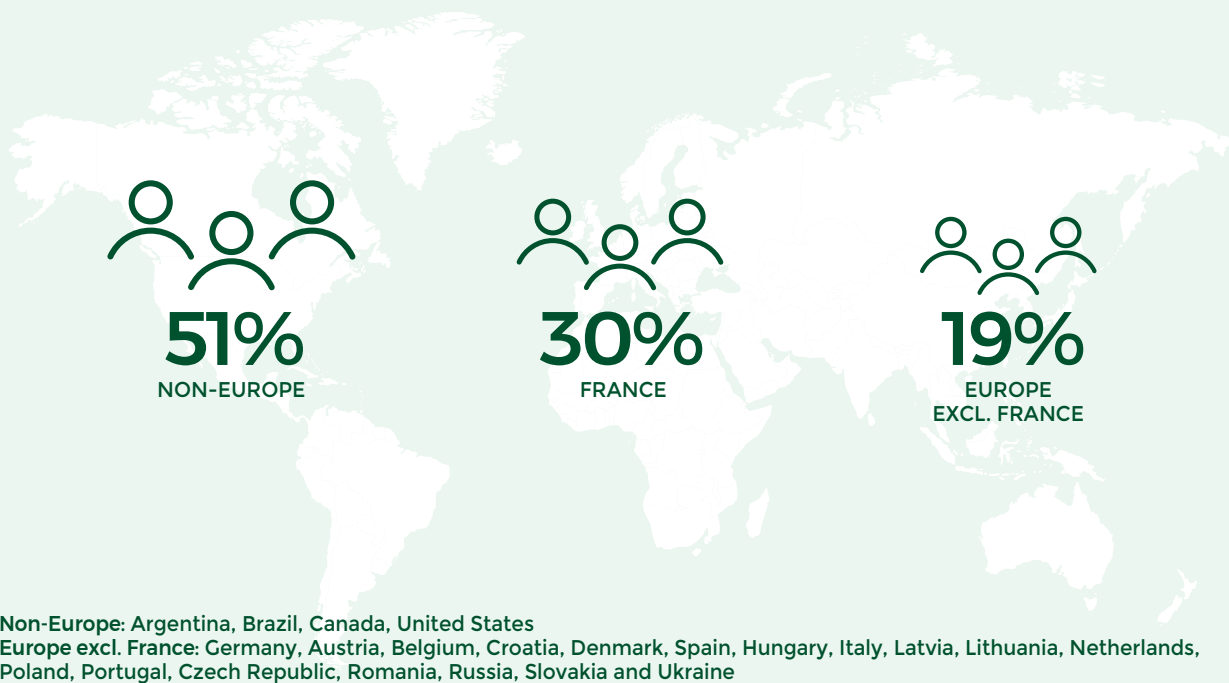 51%
NON-EUROPE
30%
FRANCE
19%
EUROPE
EXCL. FRANCE
Non-Europe: Argentina, Brazil, Canada, United States
Europe excl. France: Germany, Austria, Belgium, Croatia, Denmark, Spain, Hungary, Italy, Latvia, Lithuania, Netherlands,
Poland, Portugal, Czech Republic, Romania, Russia, Slovakia and Ukraine